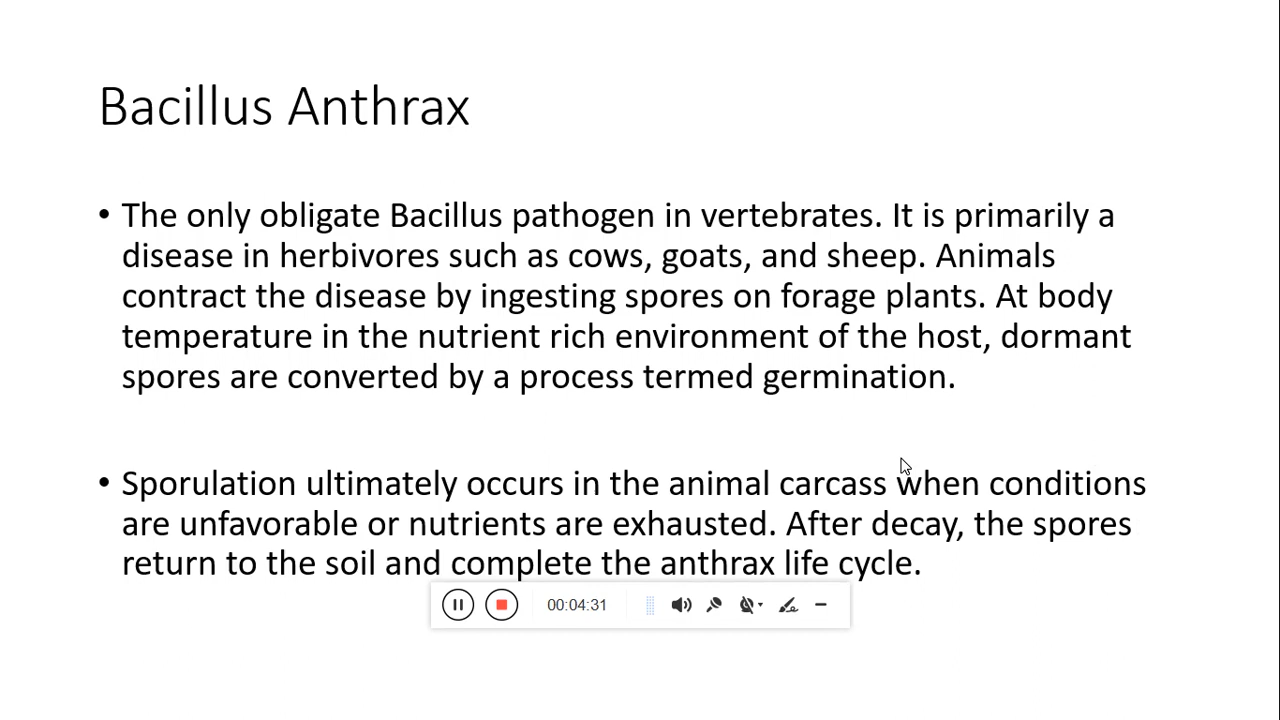 Bacillus Anthrax
• The only obligate Bacillus pathogen in vertebrates. It is primarily a
disease in herbivores such as cows, goats, and sheep. Animals
contract the disease by ingesting spores on forage plants. At body
temperature in the nutrient rich environment of the host, dormant
spores are converted by a process termed germination.
• Sporulation ultimately occurs in the animal carcass when conditions
are unfavorable or nutrients are exhausted. After decay, the spores
return to the soil and complete the anthrax life cycle.
00:04:31